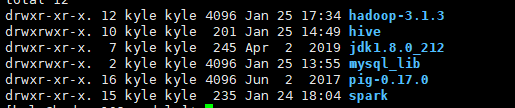 total 12
drwxr-xr-x. 12 kyle kyle 4096 Jan 25 17:34 hadoop-3.1.3
drwxrwxr-x. 10 kyle kyle 201 Jan 25 14:49 hive
drwxr-xr-x. 7 kyle kyle 245 Apr 2 2019 jdk1.8.0_212
drwxrwxr-x. 2 kyle kyle 4096 Jan 25 13:55 mysql_lib
drwxr-xr-x. 16 kyle kyle 4096 Jun 2 2017 pig-0.17.0
drwxr-xr-x. 15 kyle kyle 235 Jan 24 18:04 spark